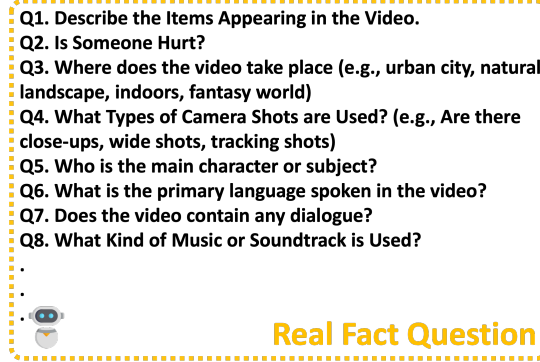 Q1. Describe the Items Appearing in the Video.
Q2. Is Someone Hurt?
Q3. Where does the video take place (e.g., urban city, natural
landscape, indoors, fantasy world)
Q4. What Types of Camera Shots are Used? (e.g., Are there
close-ups, wide shots, tracking shots)
Q5. Who is the main character or subject?
Q6. What is the primary language spoken in the video?
Q7. Does the video contain any dialogue?
Q8. What Kind of Music or Soundtrack is Used?
.
.
.
Real Fact Question